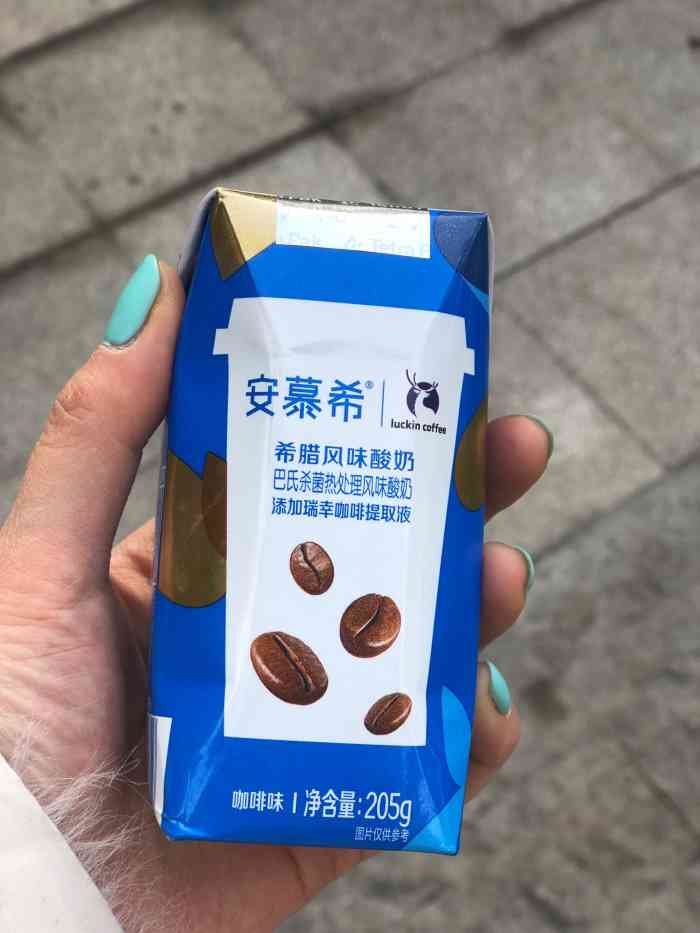 Pak Tetra P
安慕希®
luckin coffee
希腊风味酸奶
巴氏杀菌热处理风味酸奶
添加瑞幸咖啡提取液
咖啡味 | 净含量:205g
图片仅供参考